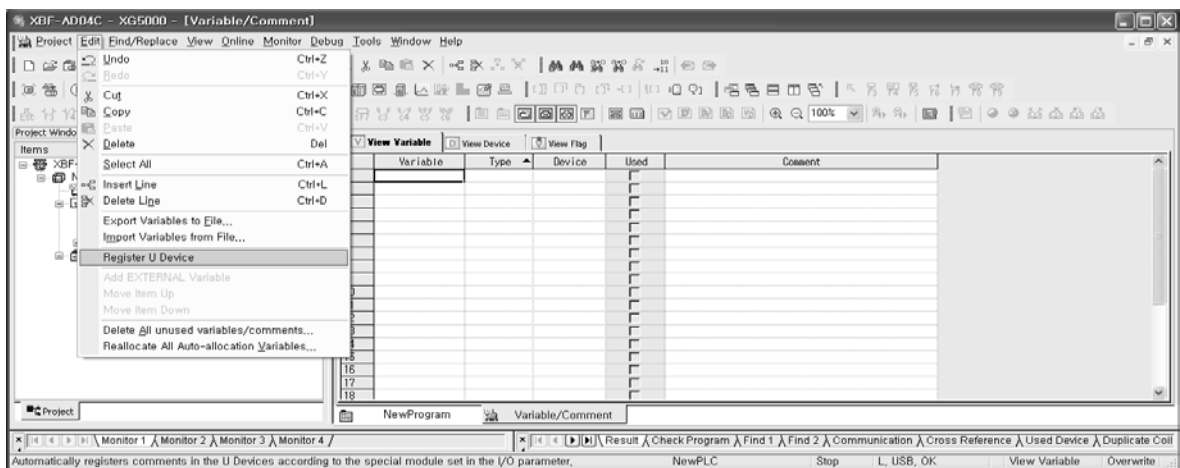 XBF-AD04C - XG5000 - [Variable/Comment]
Project Edit Find/Replace View Online Monitor Debug Tools Window Help
Undo Ctrl+Z
Redo Ctrl+Y
Cut Ctrl+X
Copy Ctrl+C
Paste Ctrl+V
Delete Del
Select All Ctrl+A
Insert Line Ctrl+L
Delete Line Ctrl+D
Export Variables to File...
Import Variables from File...
Register U Device
Add EXTERNAL Variable
Move Item Up
Move Item Down
Delete All unused variables/comments...
Reallocate All Auto-allocation Variables...
100%
Project Windo
Items
XBF-
N
View Variable View Device View Flag
Variable Type Device Used Comment
15
16
17
18
Project
NewProgram Variable/Comment
Monitor 1 Monitor 2 Monitor 3 Monitor 4
Result Check Program Find 1 Find 2 Communication Cross Reference Used Device Duplicate Coil
Automatically registers comments in the U Devices according to the special module set in the I/O parameter, NewPLC Stop L, USB, OK View Variable Overwrite